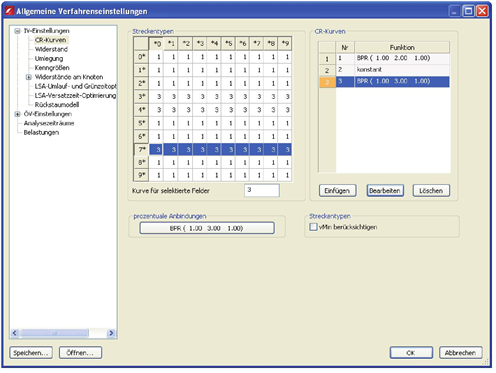 Allgemeine Verfahrenseinstellungen
IV-Einstellungen
CR-Kurven
Widerstand
Umlegung
Kenngrößen
Widerstände am Knoten
LSA-Umlauf- und Grünzeitopt
LSA-Versatzzeit-Optimierung
Rückstaumodell
ÖV-Einstellungen
Analysezeiträume
Belastungen
Streckentypen
*0 *1 *2 *3 *4 *5 *6 *7 *8 *9
0* 1 1 1 1 1 1 1 1 1 1
1* 1 1 1 1 1 1 1 1 1 1
2* 1 1 1 1 1 1 1 1 1 1
3* 3 3 3 3 3 3 3 3 3 3
4* 3 3 3 3 3 3 3 3 3 3
5* 1 1 1 1 1 1 1 1 1 1
6* 1 1 1 1 1 1 1 1 1 1
7* 3 3 3 3 3 3 3 3 3 3
8* 1 1 1 1 1 1 1 1 1 1
9* 1 1 1 1 1 1 1 1 1 1
Kurve für selektierte Felder 3
CR-Kurven
Nr Funktion
1 1 BPR ( 1.00 2.00 1.00)
2 2 konstant
3 3 BPR ( 1.00 3.00 1.00)
Einfügen Bearbeiten Löschen
prozentuale Anbindungen
BPR ( 1.00 3.00 1.00)
Streckentypen
vMin berücksichtigen
Speichern... Öffnen... OK Abbrechen